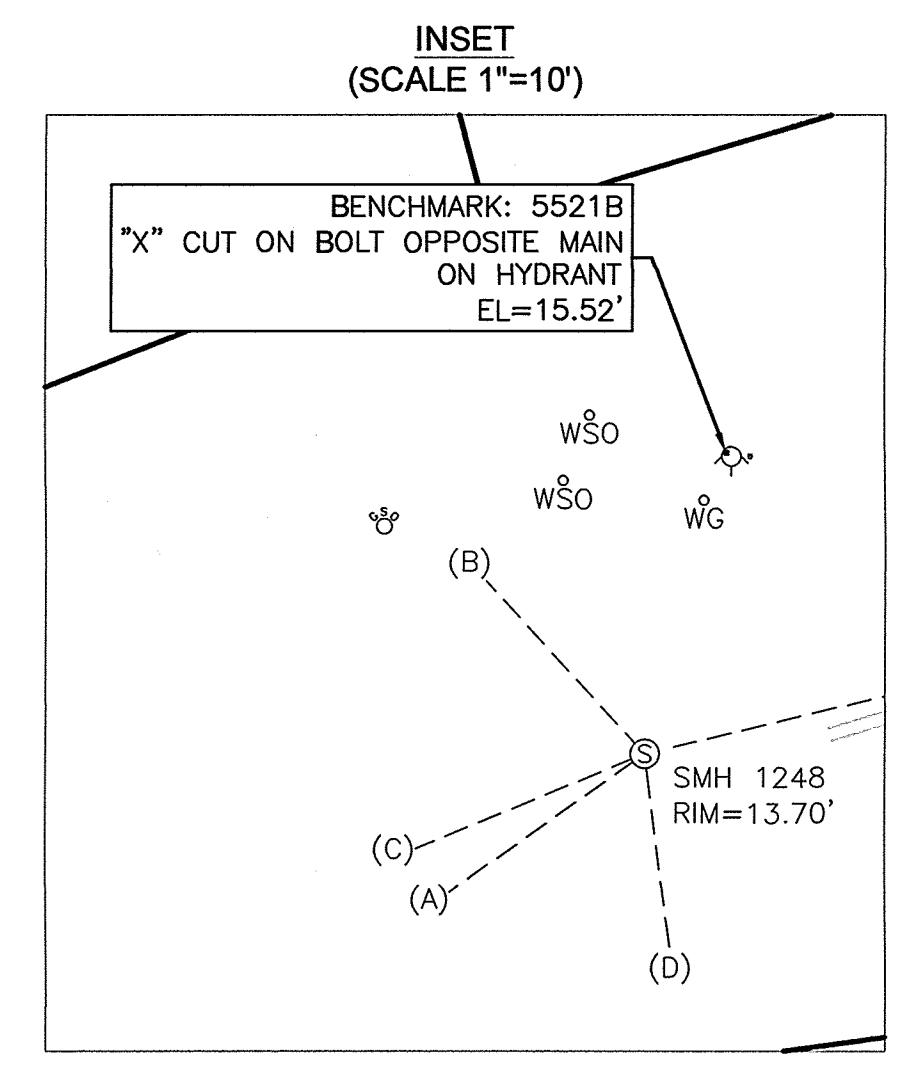 INSET
(SCALE 1"=10')
BENCHMARK: 5521B
"X" CUT ON BOLT OPPOSITE MAIN
ON HYDRANT
EL=15.52'
WSO
WSO
WG
GSO
(B)
S
SMH 1248
RIM=13.70'
(C)
(A)
(D)